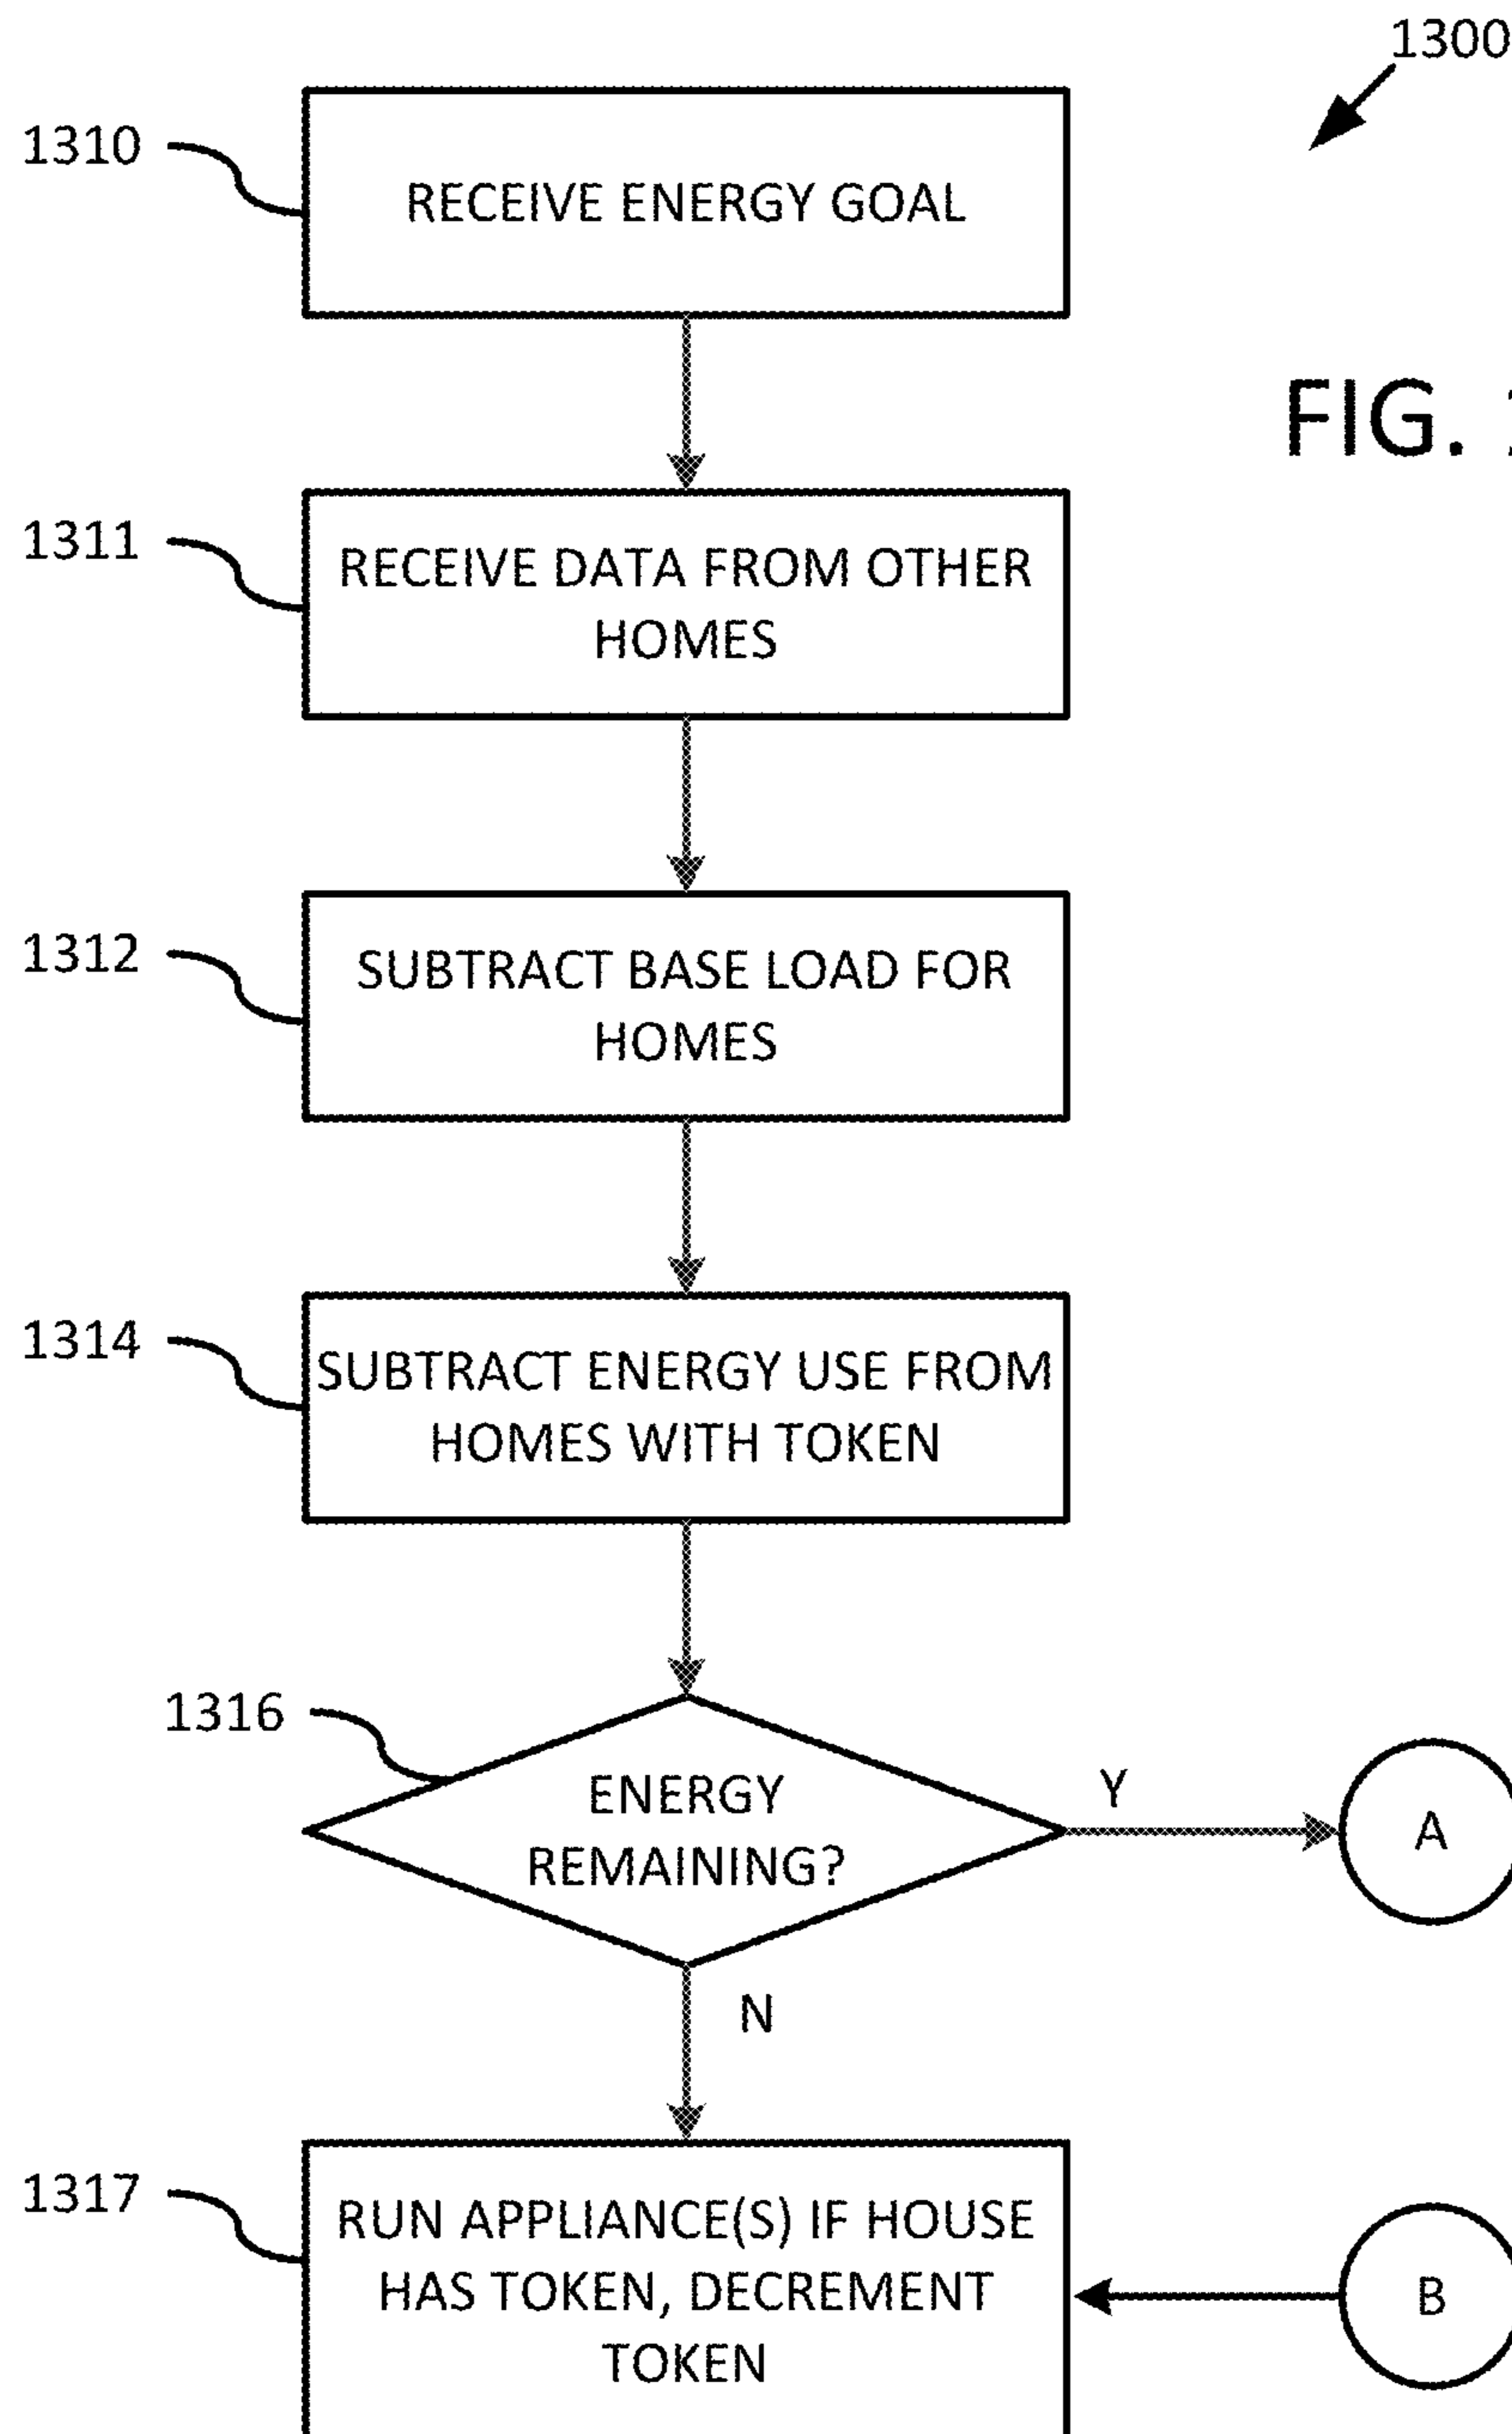 1300
1310
RECEIVE ENERGY GOAL
FIG.
1311
RECEIVE DATA FROM OTHER
HOMES
1312
SUBTRACT BASE LOAD FOR
HOMES
1314
SUBTRACT ENERGY USE FROM
HOMES WITH TOKEN
1316
ENERGY
REMAINING?
Y
A
N
1317
RUN APPLIANCE(S) IF HOUSE
HAS TOKEN, DECREMENT
TOKEN
B